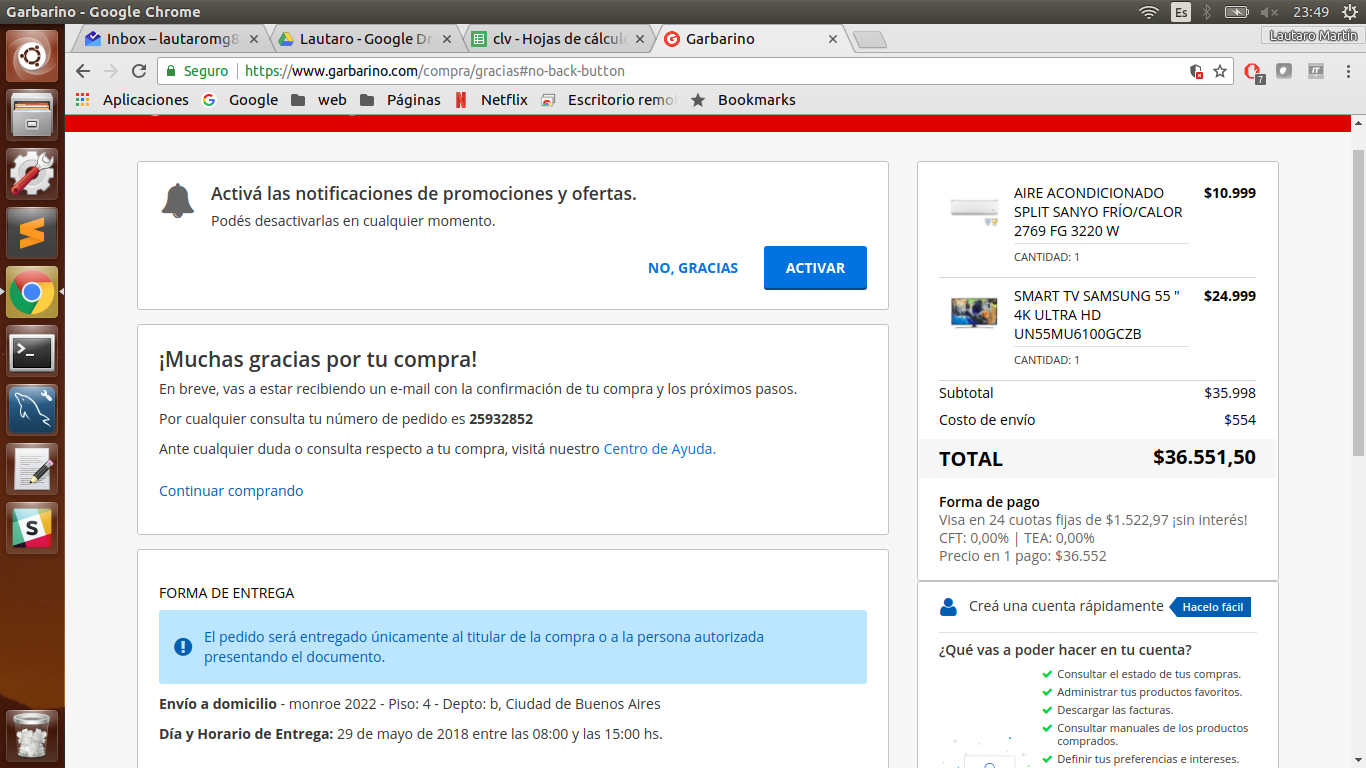 Garbarino - Google Chrome
Es
23:49
Inbox – lautaromg8
Lautaro - Google Dr
clv - Hojas de cálcul
Garbarino
Lautaro Martín
Seguro
https://www.garbarino.com/compra/gracias#no-back-button
7
Aplicaciones
Google
web
Páginas
Netflix
Escritorio remo
Bookmarks
Activá las notificaciones de promociones y ofertas.
Podés desactivarlas en cualquier momento.
NO, GRACIAS
ACTIVAR
¡Muchas gracias por tu compra!
En breve, vas a estar recibiendo un e-mail con la confirmación de tu compra y los próximos pasos.
Por cualquier consulta tu número de pedido es 25932852
Ante cualquier duda o consulta respecto a tu compra, visitá nuestro Centro de Ayuda.
Continuar comprando
FORMA DE ENTREGA
El pedido será entregado únicamente al titular de la compra o a la persona autorizada
presentando el documento.
Envío a domicilio - monroe 2022 - Piso: 4 - Depto: b, Ciudad de Buenos Aires
Día y Horario de Entrega: 29 de mayo de 2018 entre las 08:00 y las 15:00 hs.
AIRE ACONDICIONADO $10.999
SPLIT SANYO FRÍO/CALOR
2769 FG 3220 W
CANTIDAD: 1
SMART TV SAMSUNG 55 " $24.999
4K ULTRA HD
UN55MU6100GCZB
CANTIDAD: 1
Subtotal $35.998
Costo de envío $554
TOTAL $36.551,50
Forma de pago
Visa en 24 cuotas fijas de $1.522,97 ¡sin interés!
CFT: 0,00% | TEA: 0,00%
Precio en 1 pago: $36.552
Creá una cuenta rápidamente Hacelo fácil
¿Qué vas a poder hacer en tu cuenta?
Consultar el estado de tus compras.
Administrar tus productos favoritos.
Descargar las facturas.
Consultar manuales de los productos
comprados.
Definir tus preferencias e intereses.